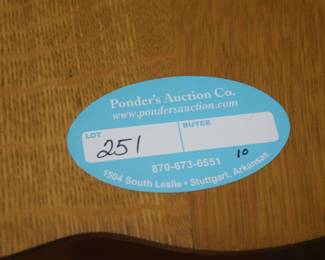 Ponder's Auction Co.
www.pondersauction.com
LOT BUYER
251
870-673-6551 10
1504 South Leslie • Stuttgart, Arkansas